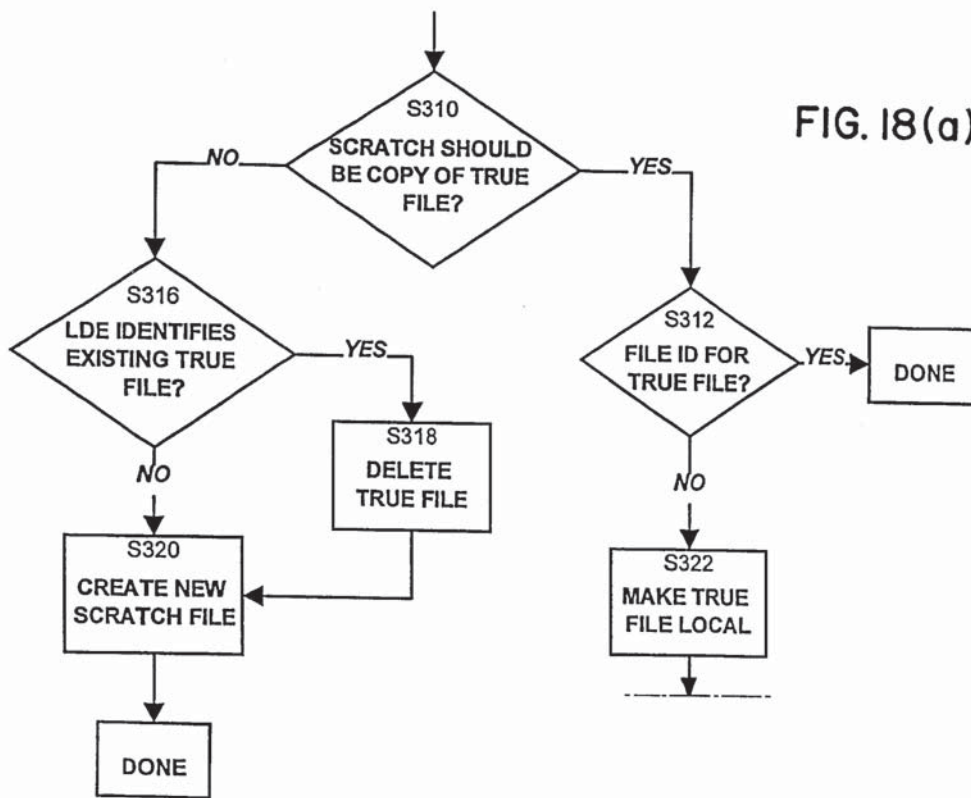 FIG. 18(a)
S310
SCRATCH SHOULD
BE COPY OF TRUE
FILE?
NO
YES
S316
LDE IDENTIFIES
EXISTING TRUE
FILE?
YES
NO
S318
DELETE
TRUE FILE
S320
CREATE NEW
SCRATCH FILE
DONE
S312
FILE ID FOR
TRUE FILE?
YES
DONE
NO
S322
MAKE TRUE
FILE LOCAL